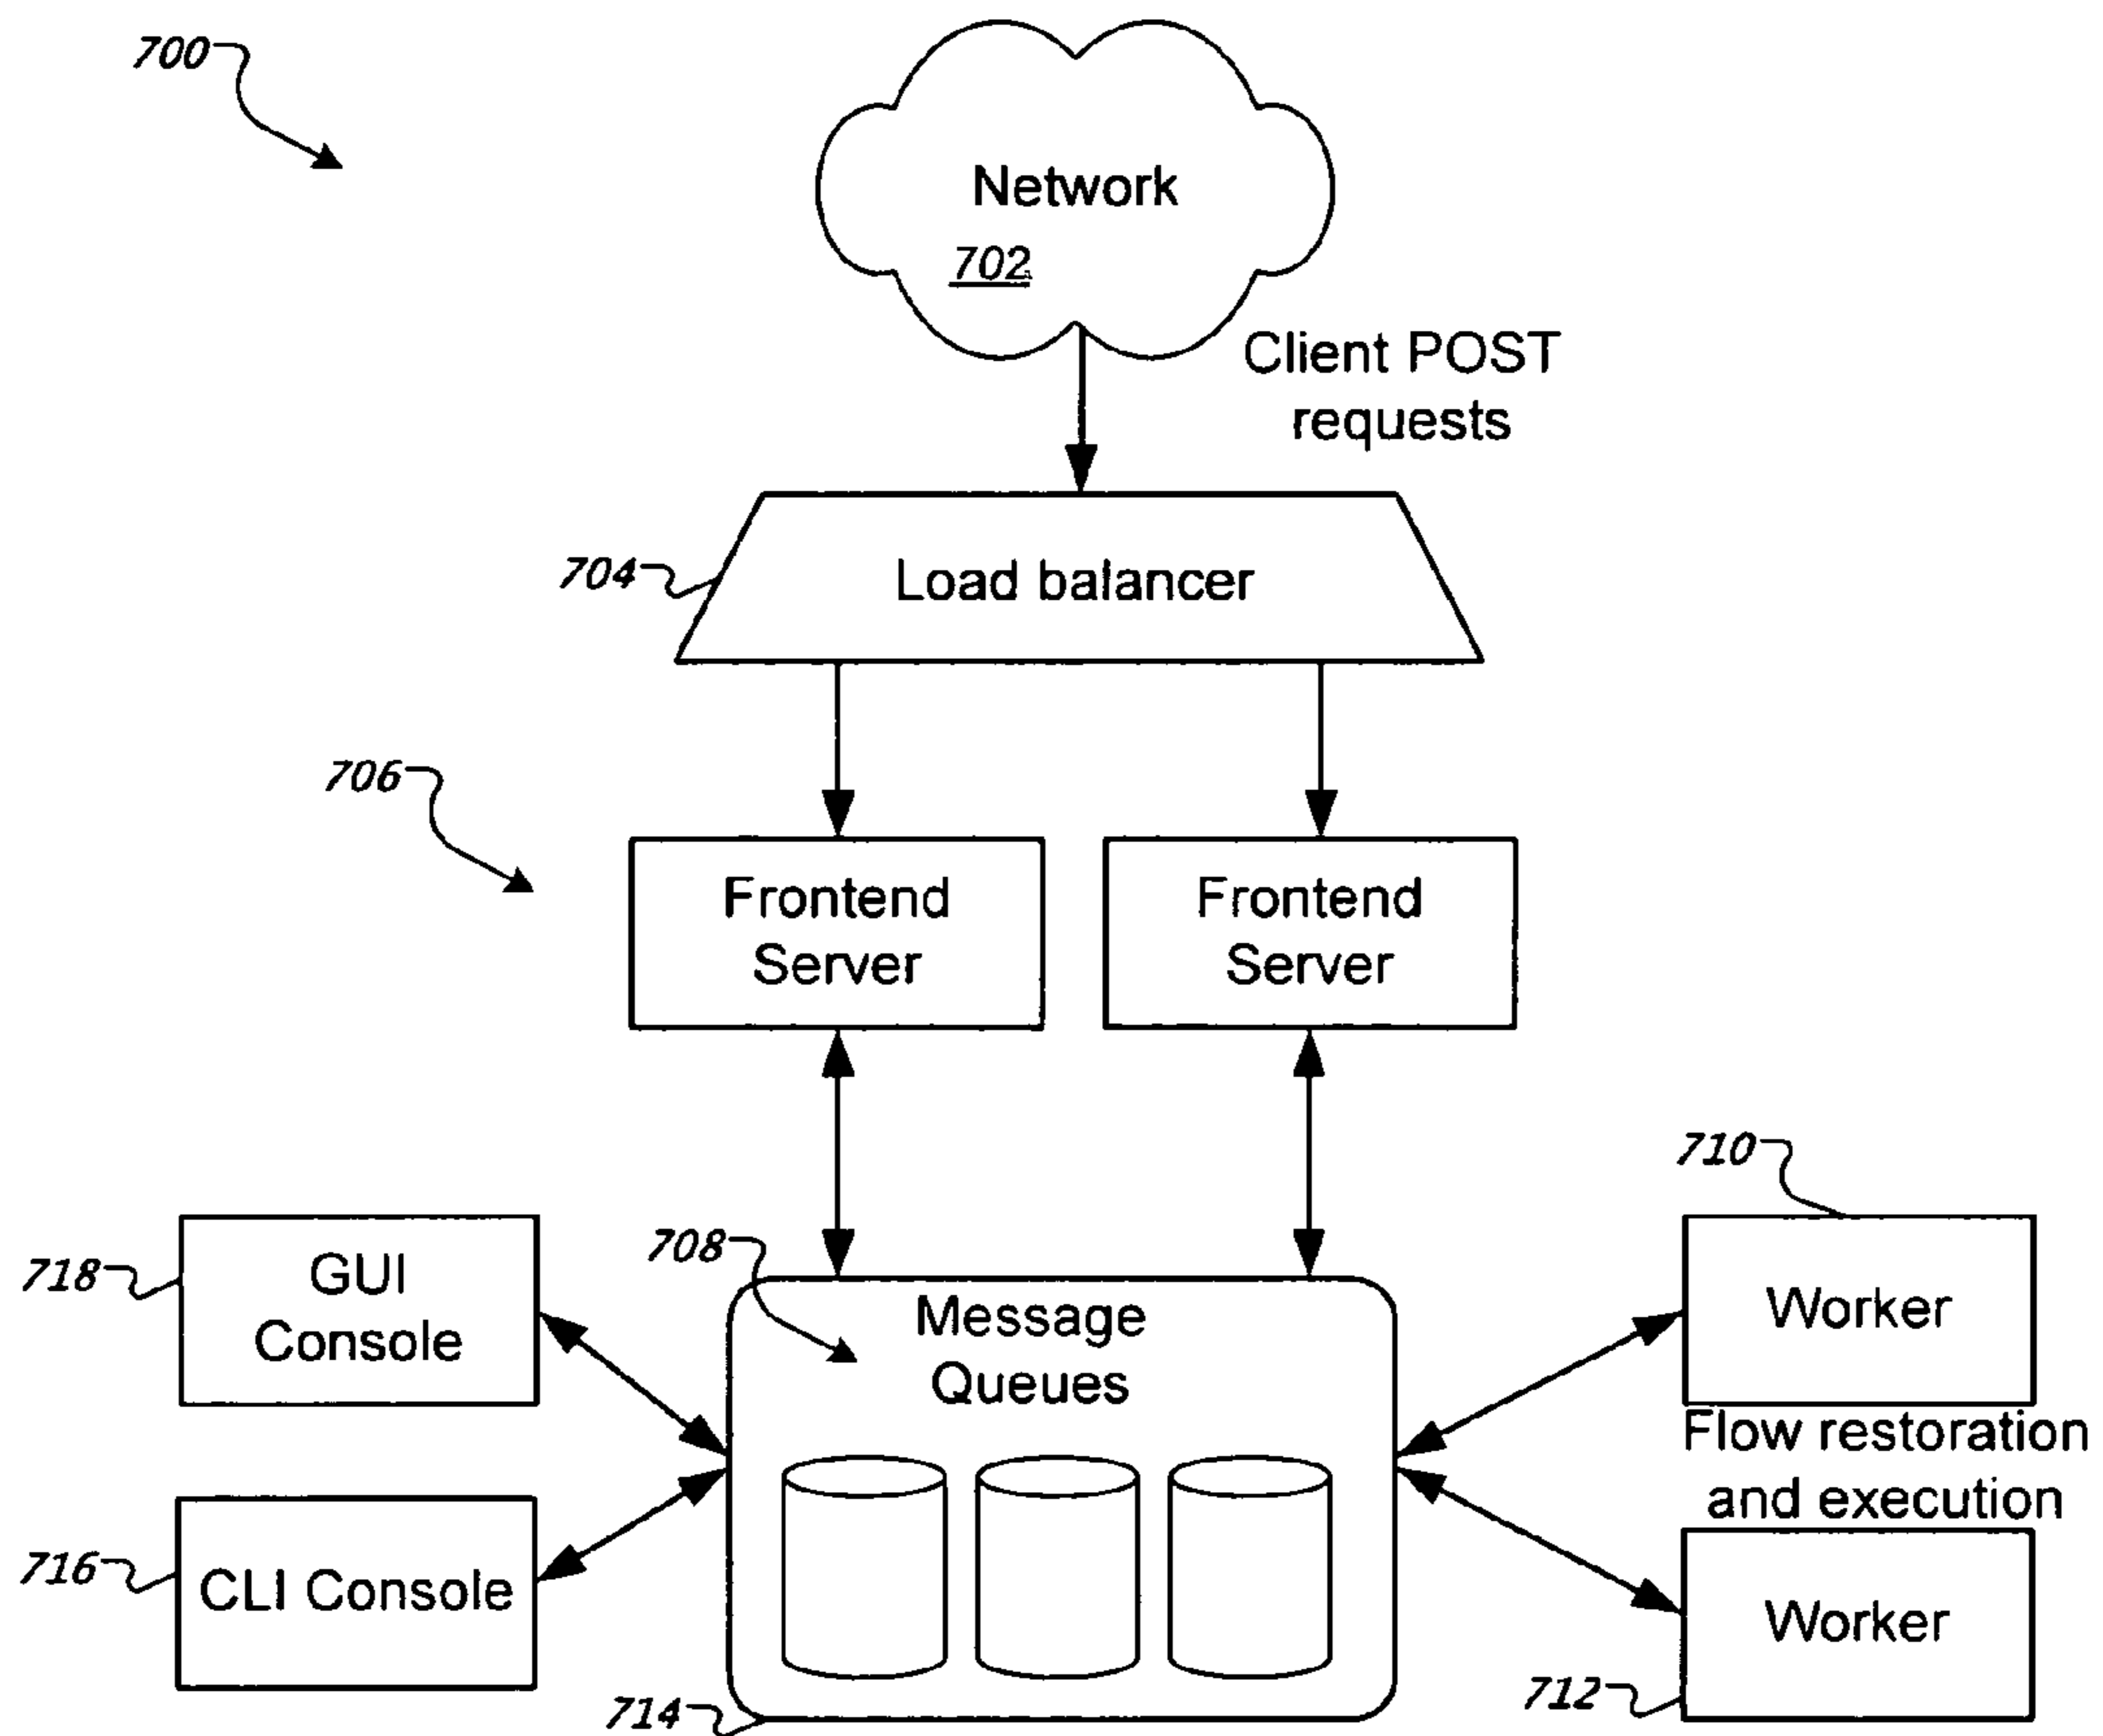 700
Network
702
Client POST
requests
704
Load balancer
706
Frontend
Server
Frontend
Server
710
708
718
GUI
Console
Message
Queues
Worker
Flow restoration
and execution
716
CLI Console
Worker
712
714